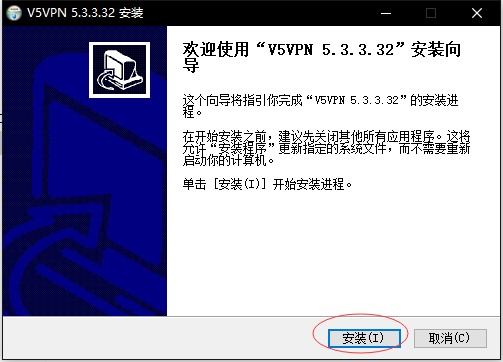 V5VPN 5.3.3.32 安装
欢迎使用“V5VPN 5.3.3.32”安装向
导
这个向导将指引你完成“V5VPN 5.3.3.32”的安装进
程。
在开始安装之前，建议先关闭其他所有应用程序。这将
允许“安装程序”更新指定的系统文件，而不需要重新
启动你的计算机。
单击 [安装(I)] 开始安装进程。
安装(I)
取消(C)